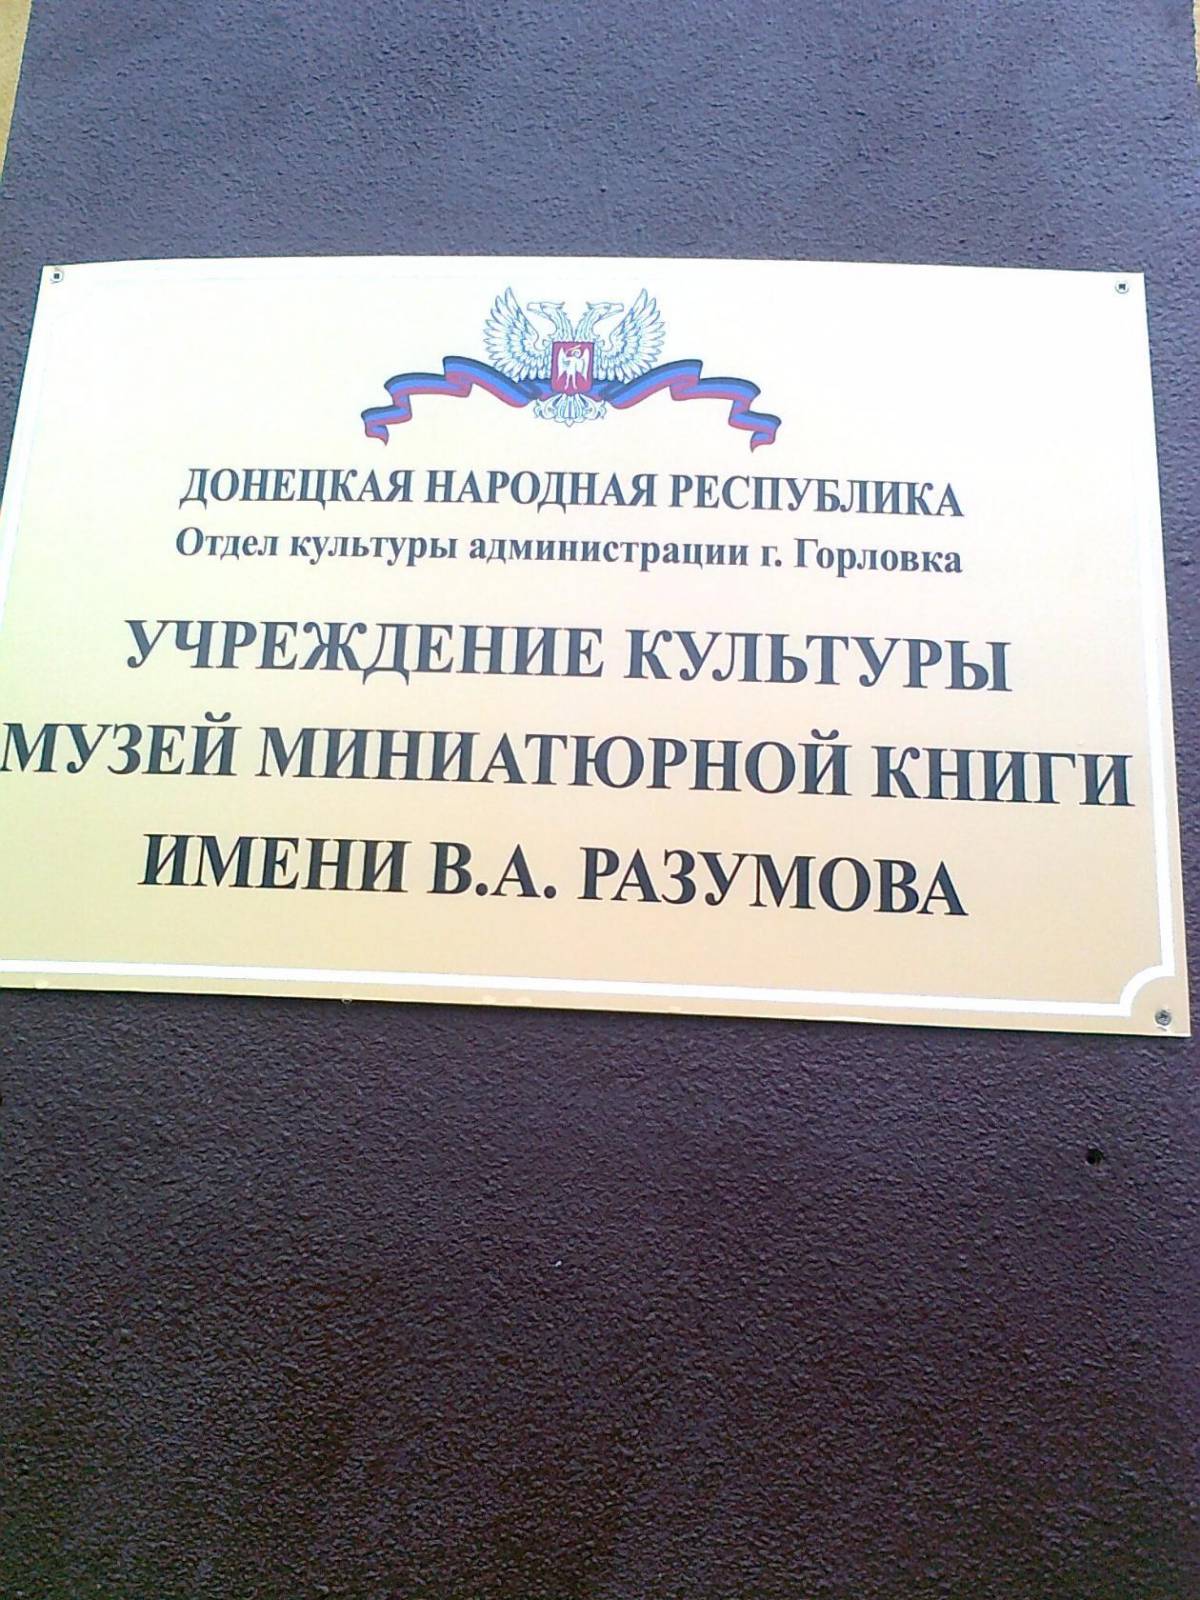 ДОНЕЦКАЯ НАРОДНАЯ РЕСПУБЛИКА
Отдел культуры администрации г. Горловка
УЧРЕЖДЕНИЕ КУЛЬТУРЫ
МУЗЕЙ МИНИАТЮРНОЙ КНИГИ
ИМЕНИ В.А. РАЗУМОВА